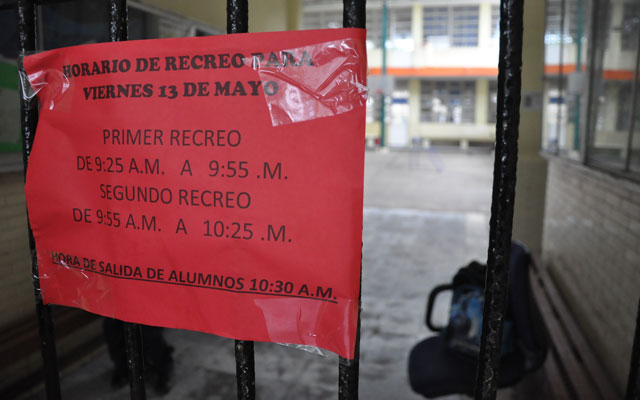 HORARIO DE RECREO PARA
VIERNES 13 DE MAYO
PRIMER RECREO
DE 9:25 A.M. A 9:55 .M.
SEGUNDO RECREO
DE 9:55 A.M. A 10:25 .M.
HORA DE SALIDA DE ALUMNOS 10:30 A.M.